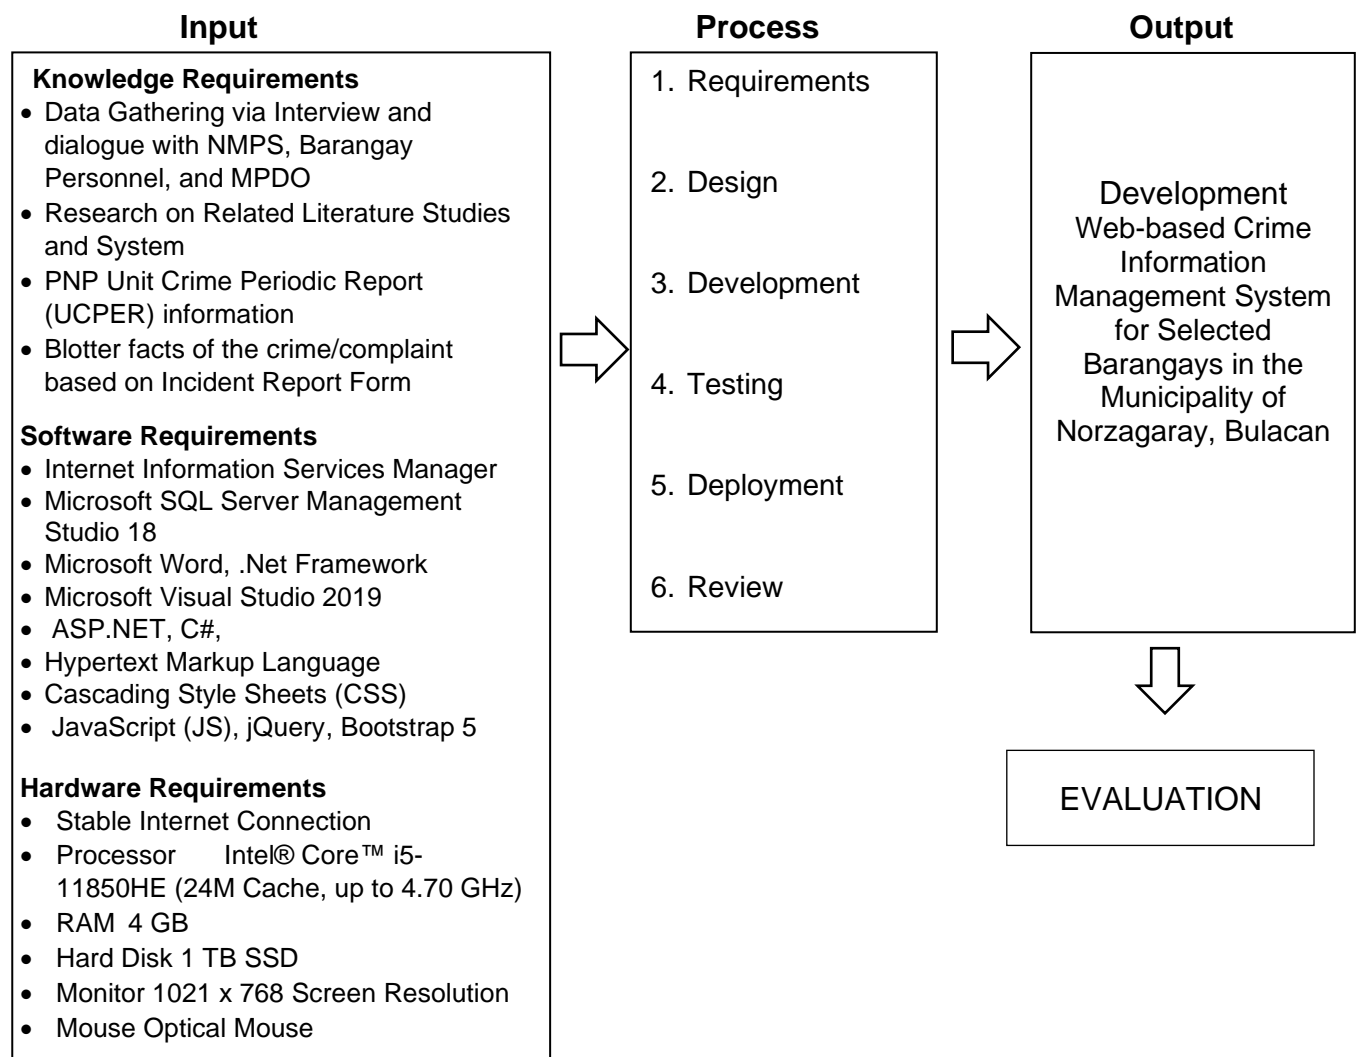 Input
Knowledge Requirements
• Data Gathering via Interview and
dialogue with NMPS, Barangay
Personnel, and MPDO
• Research on Related Literature Studies
and System
• PNP Unit Crime Periodic Report
(UCPER) information
• Blotter facts of the crime/complaint
based on Incident Report Form
Software Requirements
• Internet Information Services Manager
• Microsoft SQL Server Management
Studio 18
• Microsoft Word, .Net Framework
• Microsoft Visual Studio 2019
• ASP.NET, C#,
• Hypertext Markup Language
• Cascading Style Sheets (CSS)
• JavaScript (JS), jQuery, Bootstrap 5
Hardware Requirements
• Stable Internet Connection
• Processor Intel® Core™ i5-
11850HE (24M Cache, up to 4.70 GHz)
• RAM 4 GB
• Hard Disk 1 TB SSD
• Monitor 1021 x 768 Screen Resolution
• Mouse Optical Mouse
Process
1. Requirements
2. Design
3. Development
4. Testing
5. Deployment
6. Review
Output
Development
Web-based Crime
Information
Management System
for Selected
Barangays in the
Municipality of
Norzagaray, Bulacan
EVALUATION